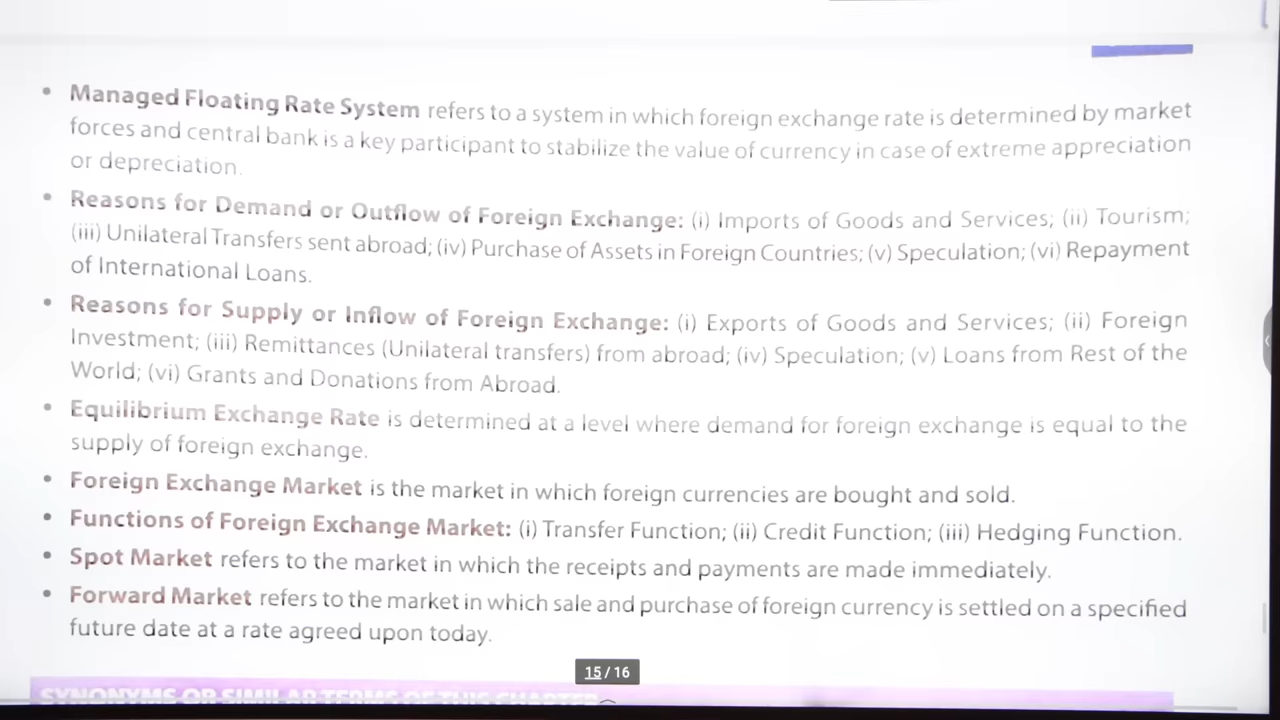 • Managed Floating Rate System refers to a system in which foreign exchange rate is determined by market
forces and central bank is a key participant to stabilize the value of currency in case of extreme appreciation
or depreciation.
• Reasons for Demand or Outflow of Foreign Exchange: (i) Imports of Goods and Services; (ii) Tourism;
(iii) Unilateral Transfers sent abroad; (iv) Purchase of Assets in Foreign Countries; (v) Speculation; (vi) Repayment
of International Loans.
• Reasons for Supply or Inflow of Foreign Exchange: (i) Exports of Goods and Services; (ii) Foreign
Investment; (iii) Remittances (Unilateral transfers) from abroad; (iv) Speculation; (v) Loans from Rest of the
World; (vi) Grants and Donations from Abroad.
• Equilibrium Exchange Rate is determined at a level where demand for foreign exchange is equal to the
supply of foreign exchange.
• Foreign Exchange Market is the market in which foreign currencies are bought and sold.
• Functions of Foreign Exchange Market: (i) Transfer Function; (ii) Credit Function; (iii) Hedging Function.
• Spot Market refers to the market in which the receipts and payments are made immediately.
• Forward Market refers to the market in which sale and purchase of foreign currency is settled on a specified
future date at a rate agreed upon today.
15 / 16
SYNONYMS OR SIMILAR TERMS OF THIS CHAPTER